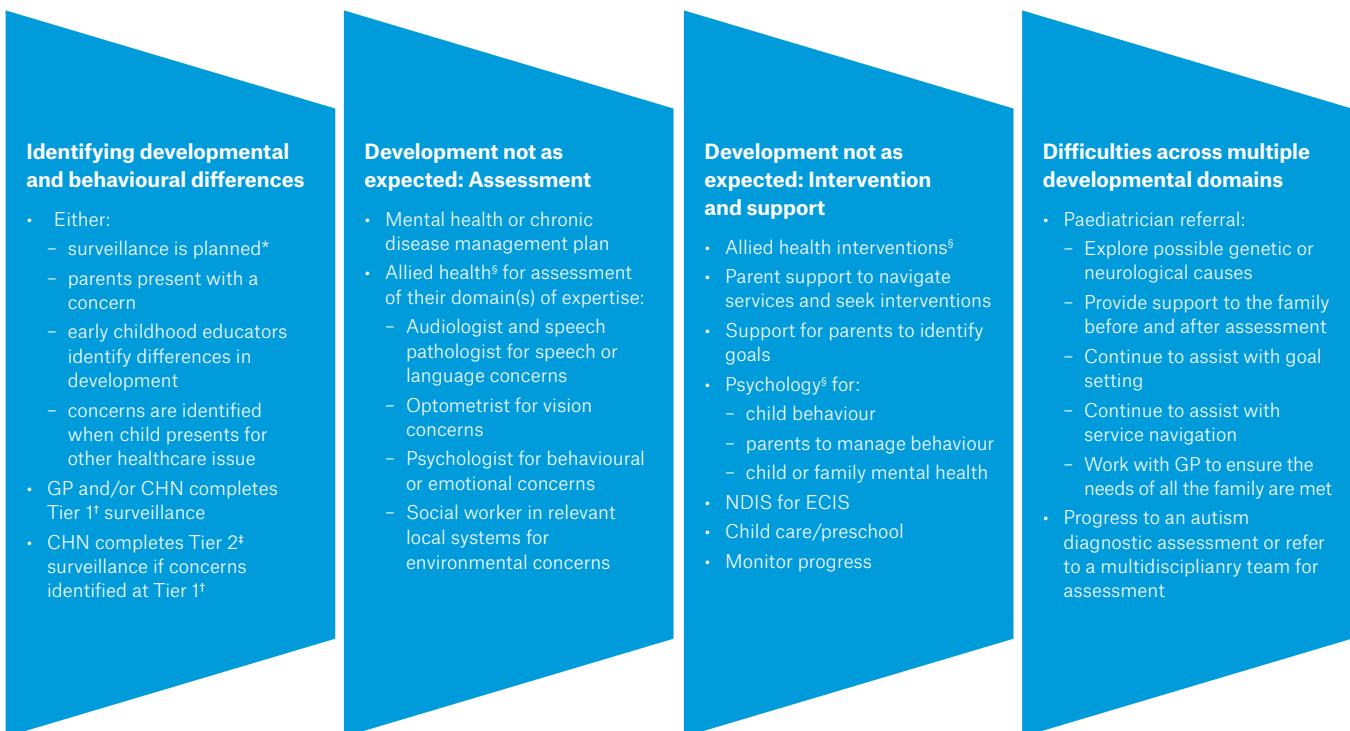 Identifying developmental
and behavioural differences
• Either:
– surveillance is planned*
– parents present with a
concern
– early childhood educators
identify differences in
development
– concerns are identified
when child presents for
other healthcare issue
• GP and/or CHN completes
Tier 1† surveillance
• CHN completes Tier 2‡
surveillance if concerns
identified at Tier 1†
Development not as
expected: Assessment
• Mental health or chronic
disease management plan
• Allied health§ for assessment
of their domain(s) of expertise:
– Audiologist and speech
pathologist for speech or
language concerns
– Optometrist for vision
concerns
– Psychologist for behavioural
or emotional concerns
– Social worker in relevant
local systems for
environmental concerns
Development not as
expected: Intervention
and support
• Allied health interventions§
• Parent support to navigate
services and seek interventions
• Support for parents to identify
goals
• Psychology§ for:
– child behaviour
– parents to manage behaviour
– child or family mental health
• NDIS for ECIS
• Child care/preschool
• Monitor progress
Difficulties across multiple
developmental domains
• Paediatrician referral:
– Explore possible genetic or
neurological causes
– Provide support to the family
before and after assessment
– Continue to assist with goal
setting
– Continue to assist with
service navigation
– Work with GP to ensure the
needs of all the family are met
• Progress to an autism
diagnostic assessment or refer
to a multidisciplianry team for
assessment